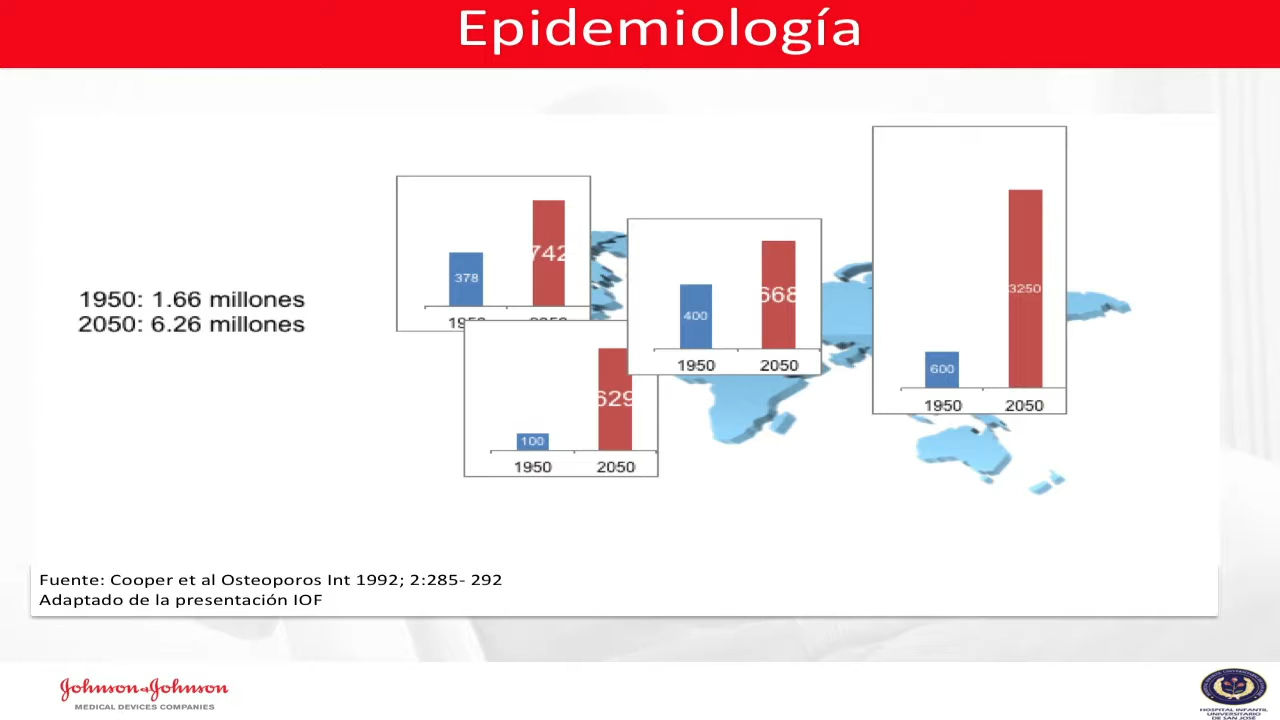 Epidemiología
1950: 1.66 millones
2050: 6.26 millones
378
742
400
668
1950
2050
100
629
1950
2050
600
3250
1950
2050
Fuente: Cooper et al Osteoporos Int 1992; 2:285- 292
Adaptado de la presentación IOF
Johnson & Johnson
MEDICAL DEVICES COMPANIES
HOSPITAL INFANTIL
UNIVERSITARIO
DE SAN JOSÉ